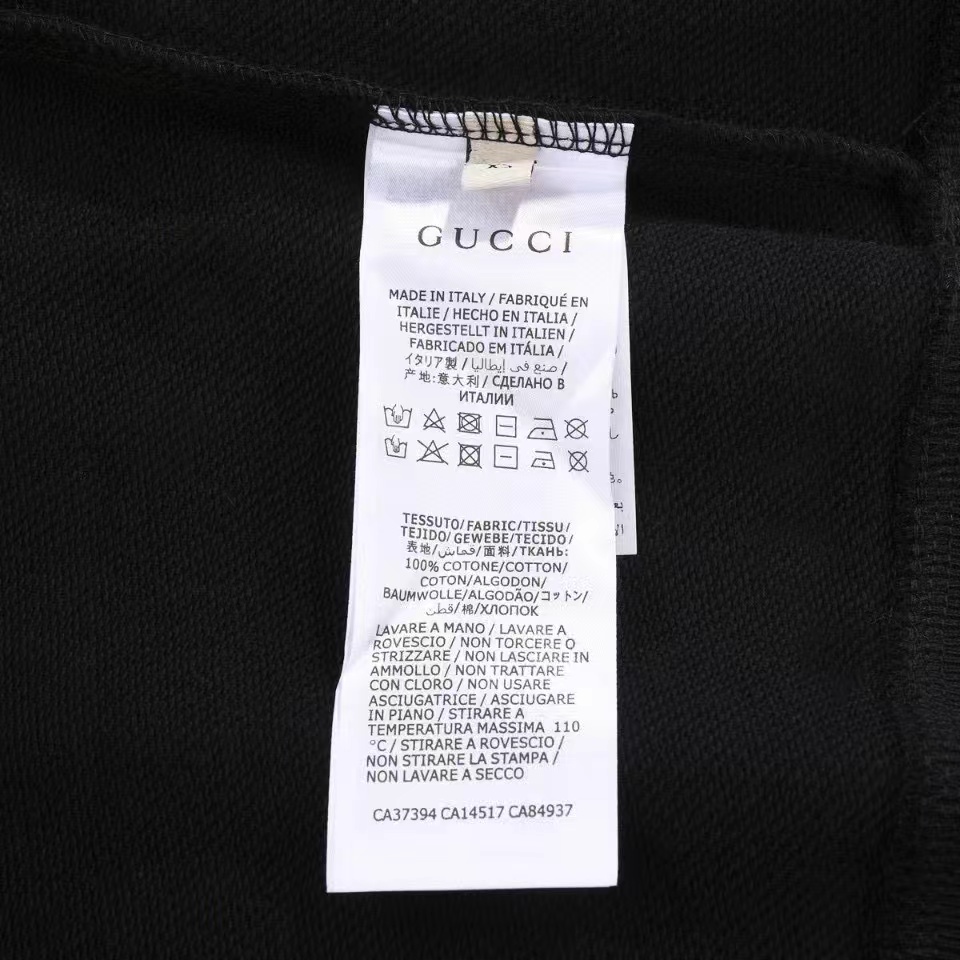 GUCCI
MADE IN ITALY / FABRIQUÉ EN
ITALIE / HECHO EN ITALIA /
HERGESTELLT IN ITALIEN /
FABRICADO EM ITÁLIA /
イタリア製 / صنع في إيطاليا /
产地:意大利 / СДЕЛАНО В
ИТАЛИИ
TESSUTO/FABRIC/TISSU/
TEJIDO/GEWEBE/TECIDO/
表地/قماش/面料/ТКАНЬ:
100% COTONE/COTTON/
COTON/ALGODON/
BAUMWOLLE/ALGODÃO/コットン/
قطن/棉/ХЛОПОК
LAVARE A MANO / LAVARE A
ROVESCIO / NON TORCERE O
STRIZZARE / NON LASCIARE IN
AMMOLLO / NON TRATTARE
CON CLORO / NON USARE
ASCIUGATRICE / ASCIUGARE
IN PIANO / STIRARE A
TEMPERATURA MASSIMA 110
°C / STIRARE A ROVESCIO /
NON STIRARE LA STAMPA /
NON LAVARE A SECCO
CA37394 CA14517 CA84937